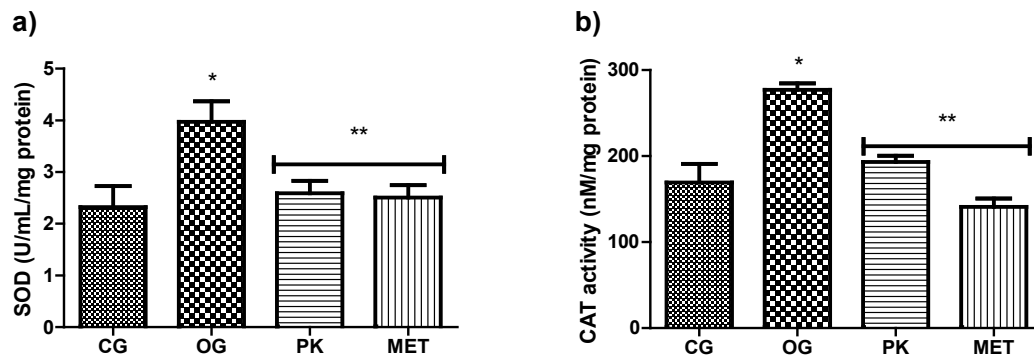 a)
SOD (U/mL/mg protein)
5
4
3
2
1
0
*
**
CG OG PK MET
b)
CAT activity (nM/mg protein)
300
200
100
0
*
**
CG OG PK MET